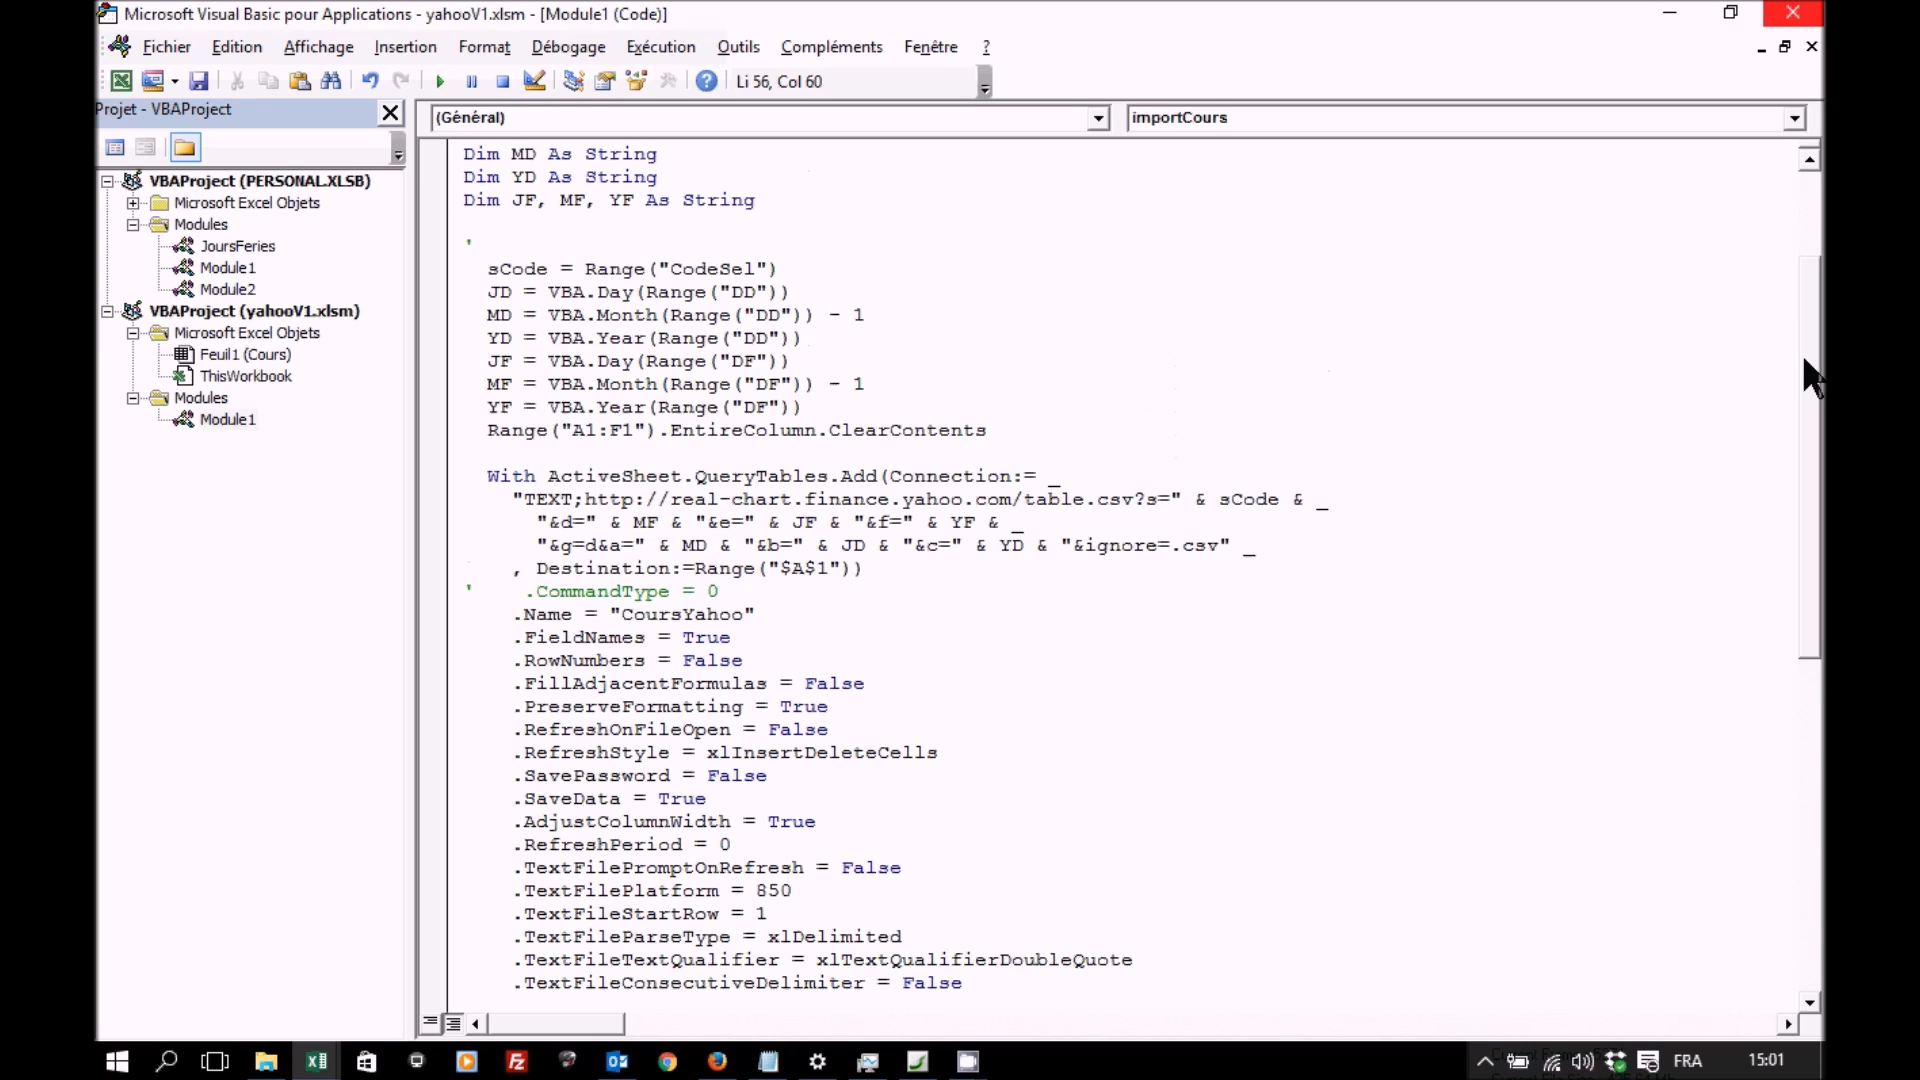 Microsoft Visual Basic pour Applications - yahooV1.xlsm - [Module1 (Code)]
Fichier Edition Affichage Insertion Format Débogage Exécution Outils Compléments Fenêtre ?
Li 56, Col 60
Projet - VBAProject
(Général)
importCours
VBAProject (PERSONAL.XLSB)
Microsoft Excel Objets
Modules
JoursFeries
Module1
Module2
VBAProject (yahooV1.xlsm)
Microsoft Excel Objets
Feuil1 (Cours)
ThisWorkbook
Modules
Module1
Dim MD As String
Dim YD As String
Dim JF, MF, YF As String
'
sCode = Range("CodeSel")
JD = VBA.Day(Range("DD"))
MD = VBA.Month(Range("DD")) - 1
YD = VBA.Year(Range("DD"))
JF = VBA.Day(Range("DF"))
MF = VBA.Month(Range("DF")) - 1
YF = VBA.Year(Range("DF"))
Range("A1:F1").EntireColumn.ClearContents
With ActiveSheet.QueryTables.Add(Connection:= _
"TEXT;http://real-chart.finance.yahoo.com/table.csv?s=" & sCode & _
"&d=" & MF & "&e=" & JF & "&f=" & YF & _
"&g=d&a=" & MD & "&b=" & JD & "&c=" & YD & "&ignore=.csv" _
, Destination:=Range("$A$1"))
' .CommandType = 0
.Name = "CoursYahoo"
.FieldNames = True
.RowNumbers = False
.FillAdjacentFormulas = False
.PreserveFormatting = True
.RefreshOnFileOpen = False
.RefreshStyle = xlInsertDeleteCells
.SavePassword = False
.SaveData = True
.AdjustColumnWidth = True
.RefreshPeriod = 0
.TextFilePromptOnRefresh = False
.TextFilePlatform = 850
.TextFileStartRow = 1
.TextFileParseType = xlDelimited
.TextFileTextQualifier = xlTextQualifierDoubleQuote
.TextFileConsecutiveDelimiter = False
FRA
15:01